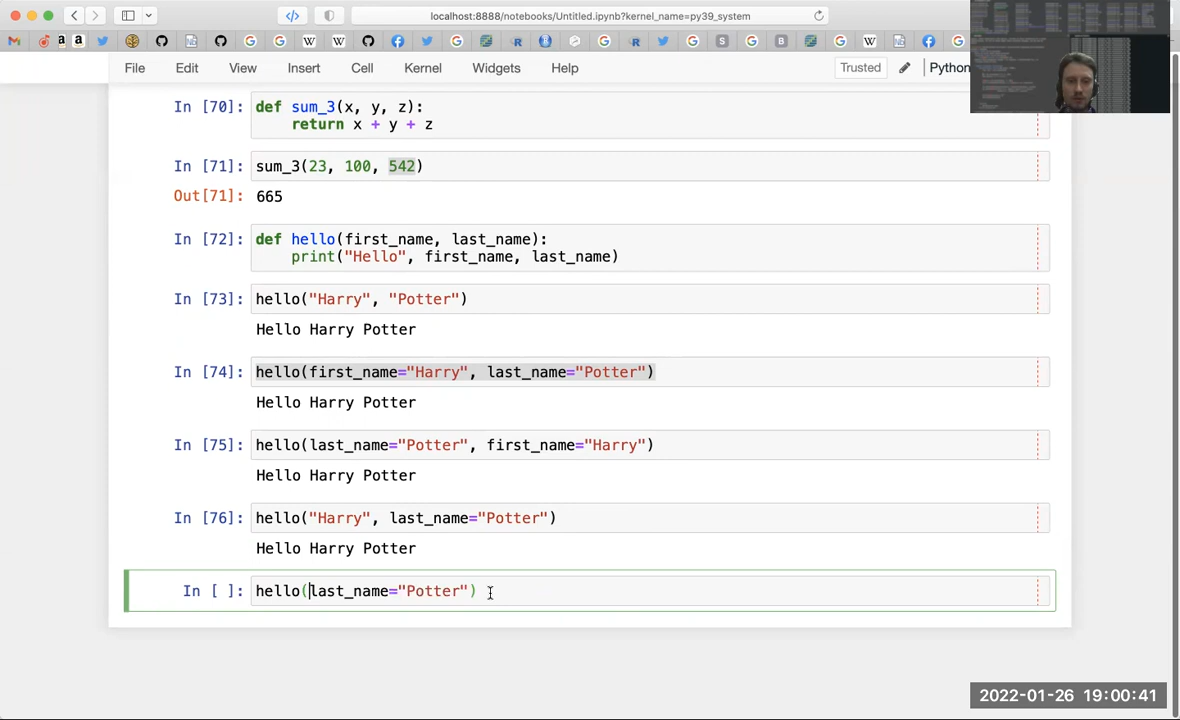 localhost:8888/notebooks/Untitled.ipynb?kernel_name=py39_system
File Edit View Insert Cell Kernel Widgets Help Trusted Python
In [70]: def sum_3(x, y, z):
return x + y + z
In [71]: sum_3(23, 100, 542)
Out[71]: 665
In [72]: def hello(first_name, last_name):
print("Hello", first_name, last_name)
In [73]: hello("Harry", "Potter")
Hello Harry Potter
In [74]: hello(first_name="Harry", last_name="Potter")
Hello Harry Potter
In [75]: hello(last_name="Potter", first_name="Harry")
Hello Harry Potter
In [76]: hello("Harry", last_name="Potter")
Hello Harry Potter
In [ ]: hello(last_name="Potter")
2022-01-26 19:00:41